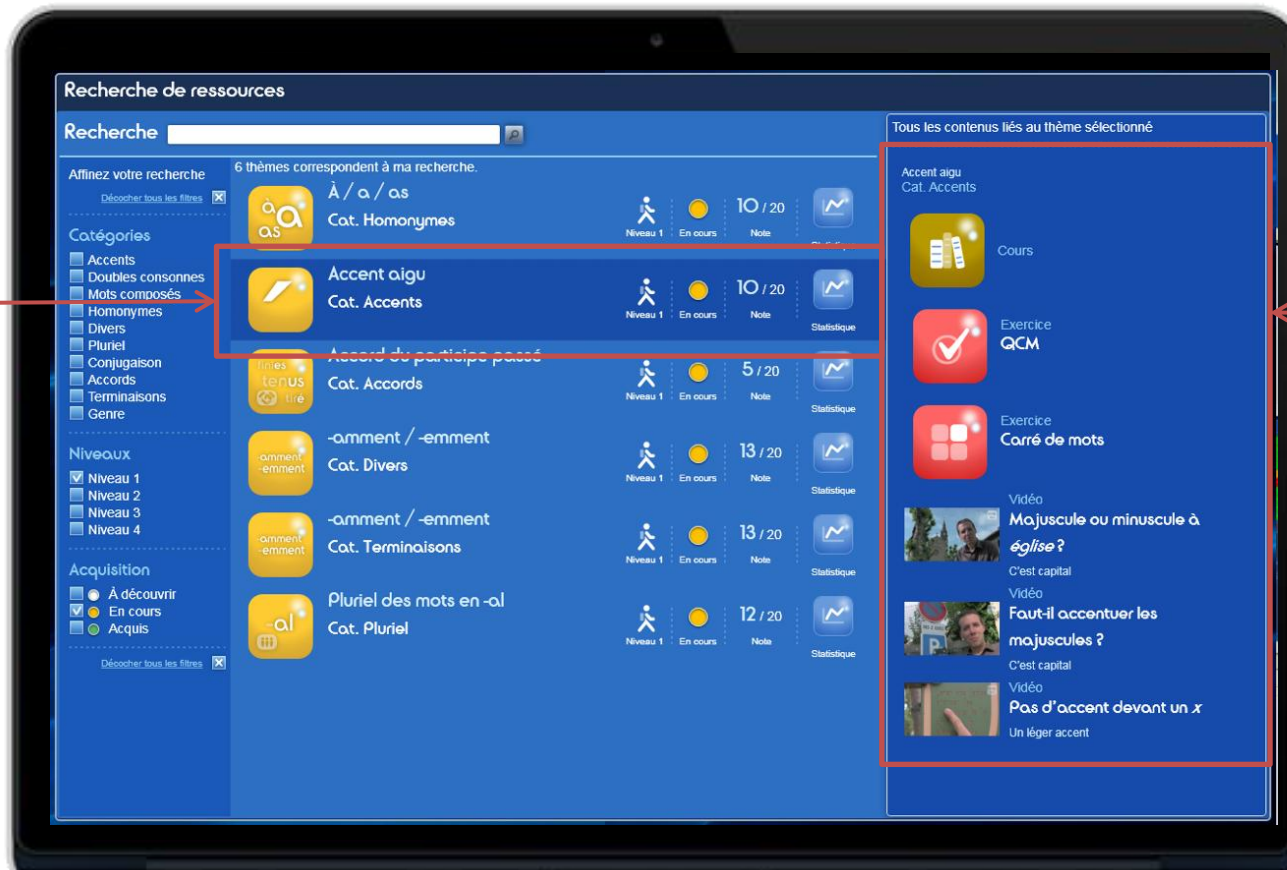 Recherche de ressources
Recherche
Affinez votre recherche
Décocher tous les filtres
Catégories
Accents
Doubles consonnes
Mots composés
Homonymes
Divers
Pluriel
Conjugaison
Accords
Terminaisons
Genre
Niveaux
Niveau 1
Niveau 2
Niveau 3
Niveau 4
Acquisition
À découvrir
En cours
Acquis
Décocher tous les filtres
6 thèmes correspondent à ma recherche.
à a as
À / a / as
Cat. Homonymes
Niveau 1 En cours 10 / 20 Note Statistique
Accent aigu
Cat. Accents
Niveau 1 En cours 10 / 20 Note Statistique
finies
tenus
tiré
Accord du participe passé
Cat. Accords
Niveau 1 En cours 5 / 20 Note Statistique
-amment
-emment
-amment / -emment
Cat. Divers
Niveau 1 En cours 13 / 20 Note Statistique
-amment
-emment
-amment / -emment
Cat. Terminaisons
Niveau 1 En cours 13 / 20 Note Statistique
-al
Pluriel des mots en -al
Cat. Pluriel
Niveau 1 En cours 12 / 20 Note Statistique
Tous les contenus liés au thème sélectionné
Accent aigu
Cat. Accents
Cours
Exercice
QCM
Exercice
Carré de mots
Vidéo
Majuscule ou minuscule à
église ?
C'est capital
Vidéo
Faut-il accentuer les
majuscules ?
C'est capital
Vidéo
Pas d'accent devant un x
Un léger accent